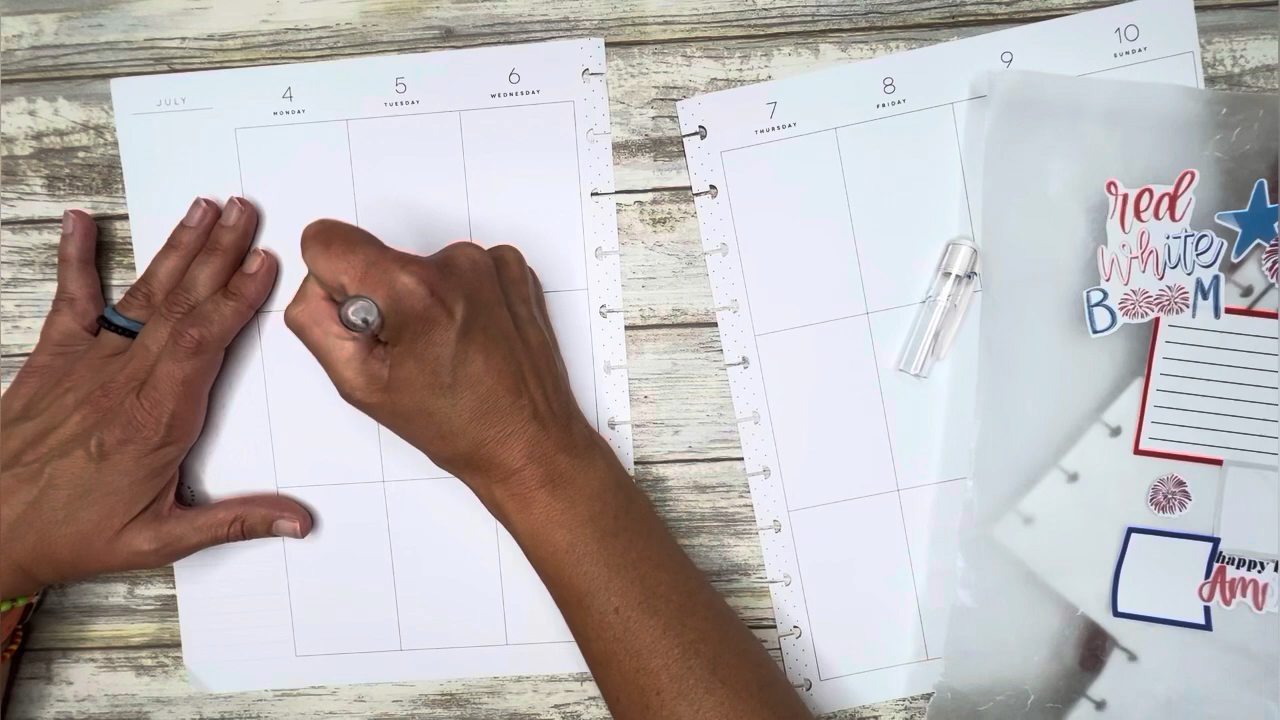 JULY
4
MONDAY
5
TUESDAY
6
WEDNESDAY
7
THURSDAY
8
FRIDAY
9
10
SUNDAY
red
white
BOOM
happy
Am